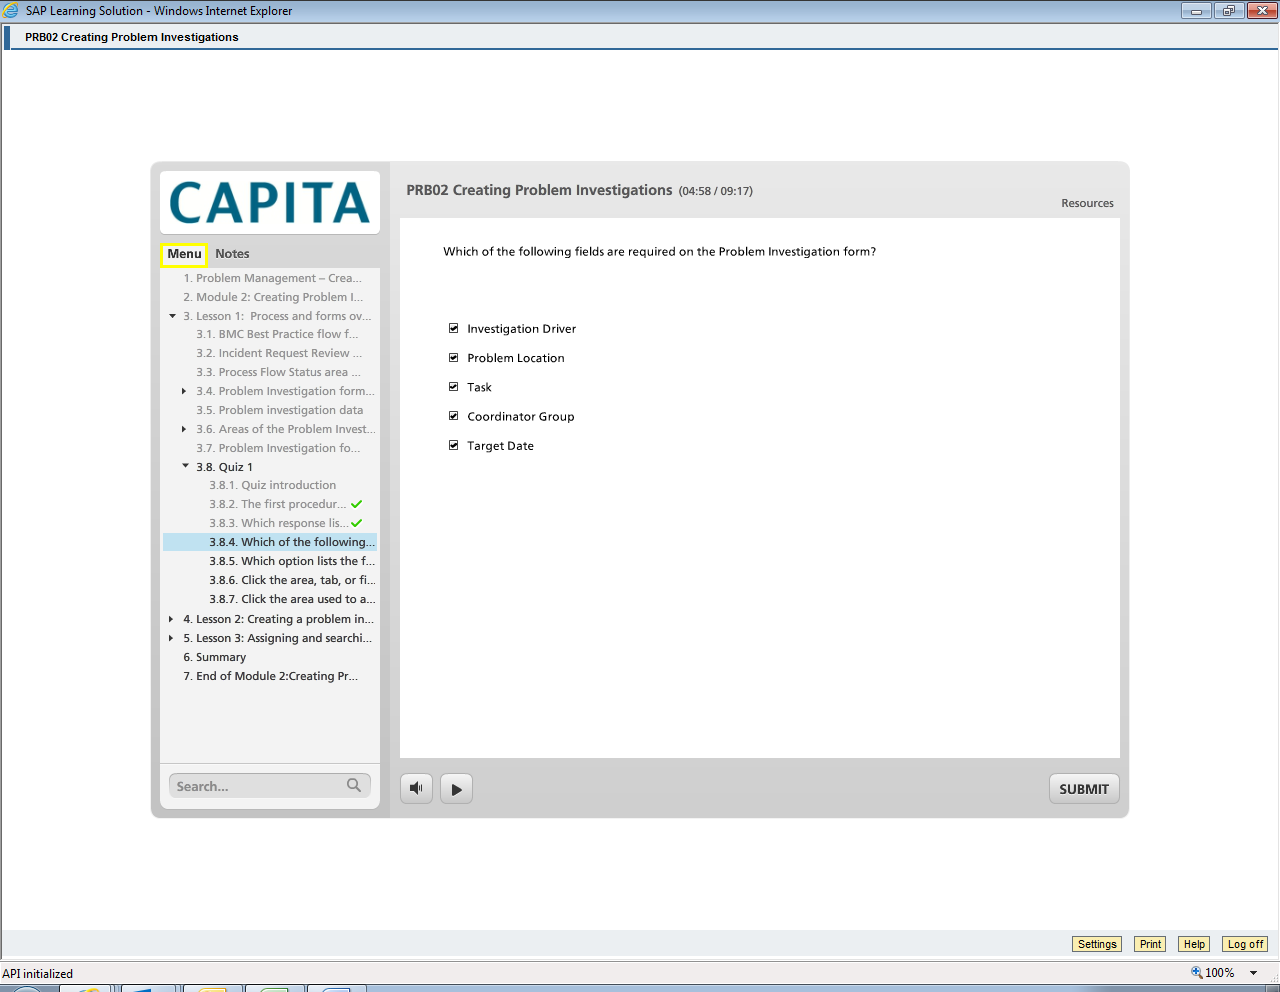 SAP Learning Solution - Windows Internet Explorer
PRB02 Creating Problem Investigations
CAPITA
PRB02 Creating Problem Investigations (04:58 / 09:17)
Resources
Menu Notes
1. Problem Management – Crea...
2. Module 2: Creating Problem I...
3. Lesson 1: Process and forms ov...
3.1. BMC Best Practice flow f...
3.2. Incident Request Review ...
3.3. Process Flow Status area ...
3.4. Problem Investigation form...
3.5. Problem investigation data
3.6. Areas of the Problem Invest...
3.7. Problem Investigation fo...
3.8. Quiz 1
3.8.1. Quiz introduction
3.8.2. The first procedur...
3.8.3. Which response lis...
3.8.4. Which of the following...
3.8.5. Which option lists the f...
3.8.6. Click the area, tab, or fi...
3.8.7. Click the area used to a...
4. Lesson 2: Creating a problem in...
5. Lesson 3: Assigning and searchi...
6. Summary
7. End of Module 2:Creating Pr...
Search...
Which of the following fields are required on the Problem Investigation form?
Investigation Driver
Problem Location
Task
Coordinator Group
Target Date
SUBMIT
Settings Print Help Log off
API initialized
100%